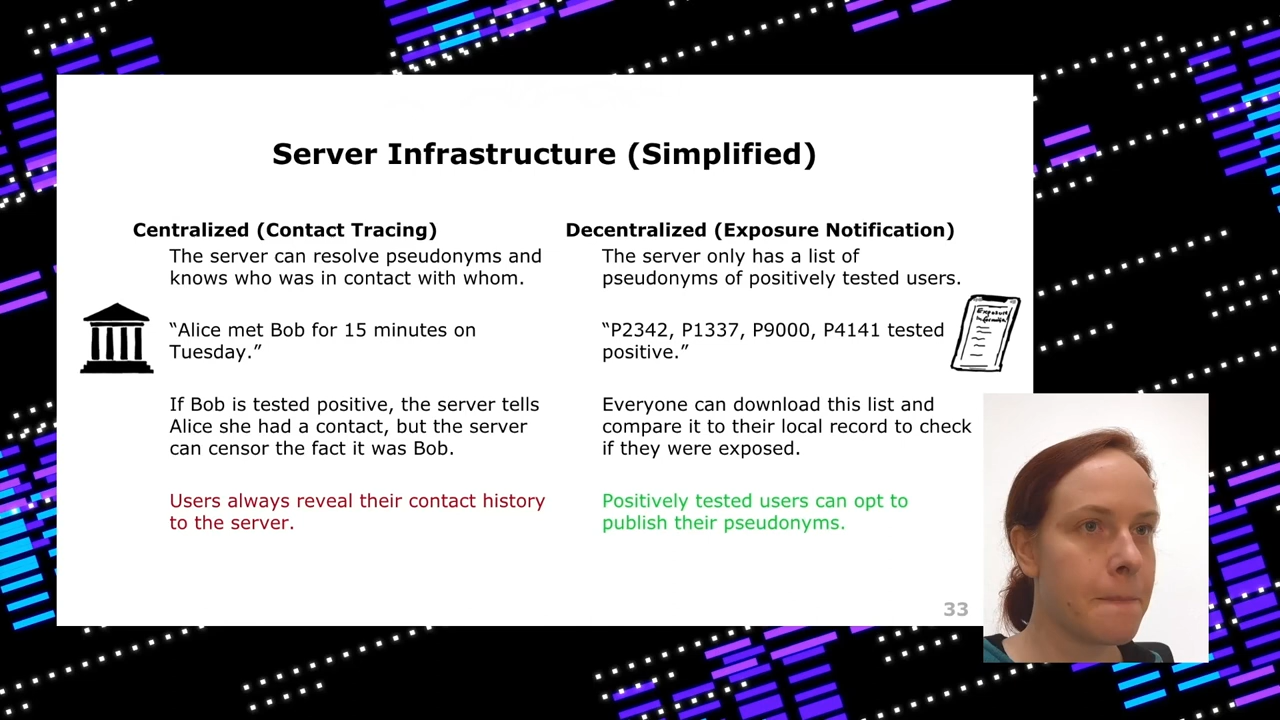 Server Infrastructure (Simplified)
Centralized (Contact Tracing)
The server can resolve pseudonyms and
knows who was in contact with whom.
“Alice met Bob for 15 minutes on
Tuesday.”
If Bob is tested positive, the server tells
Alice she had a contact, but the server
can censor the fact it was Bob.
Users always reveal their contact history
to the server.
Decentralized (Exposure Notification)
The server only has a list of
pseudonyms of positively tested users.
“P2342, P1337, P9000, P4141 tested
positive.”
Exposure
Information
Everyone can download this list and
compare it to their local record to check
if they were exposed.
Positively tested users can opt to
publish their pseudonyms.
33